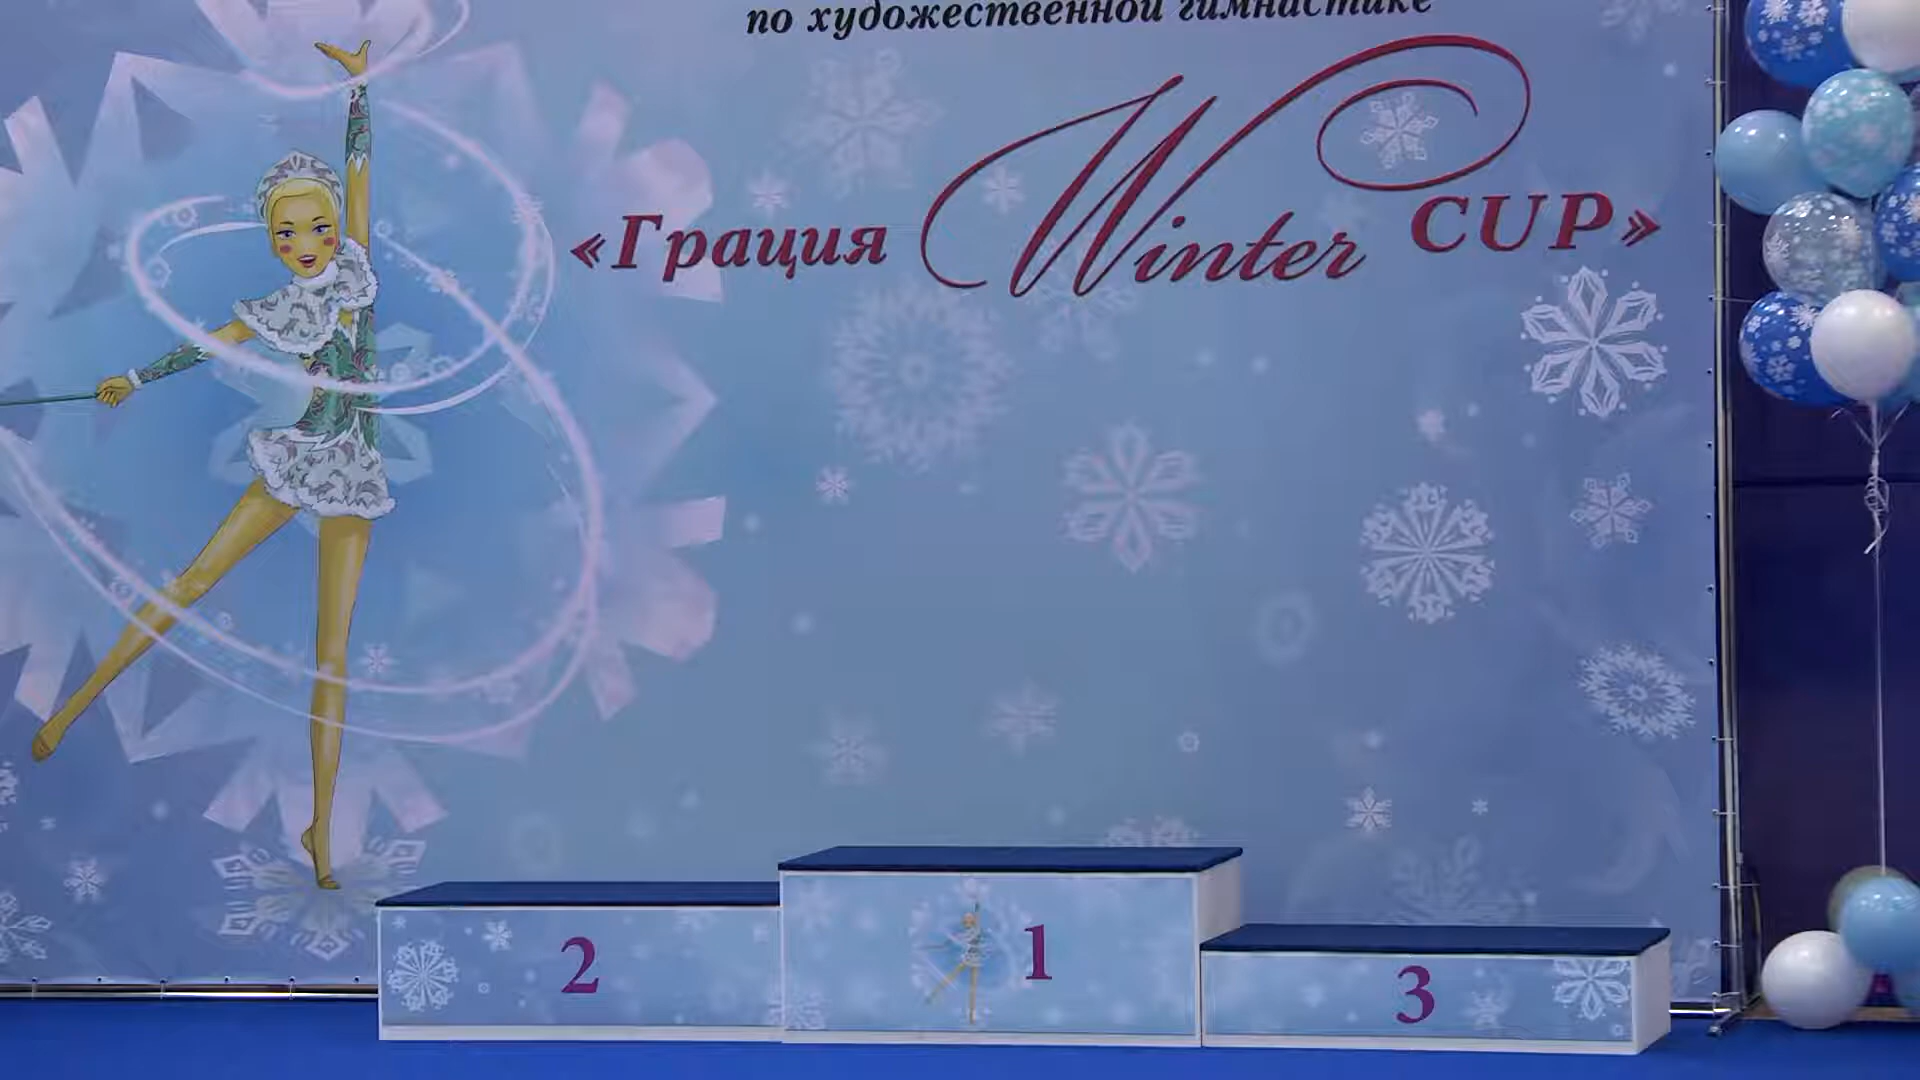 по художественной гимнастике
«Грация Winter CUP»
2
1
3